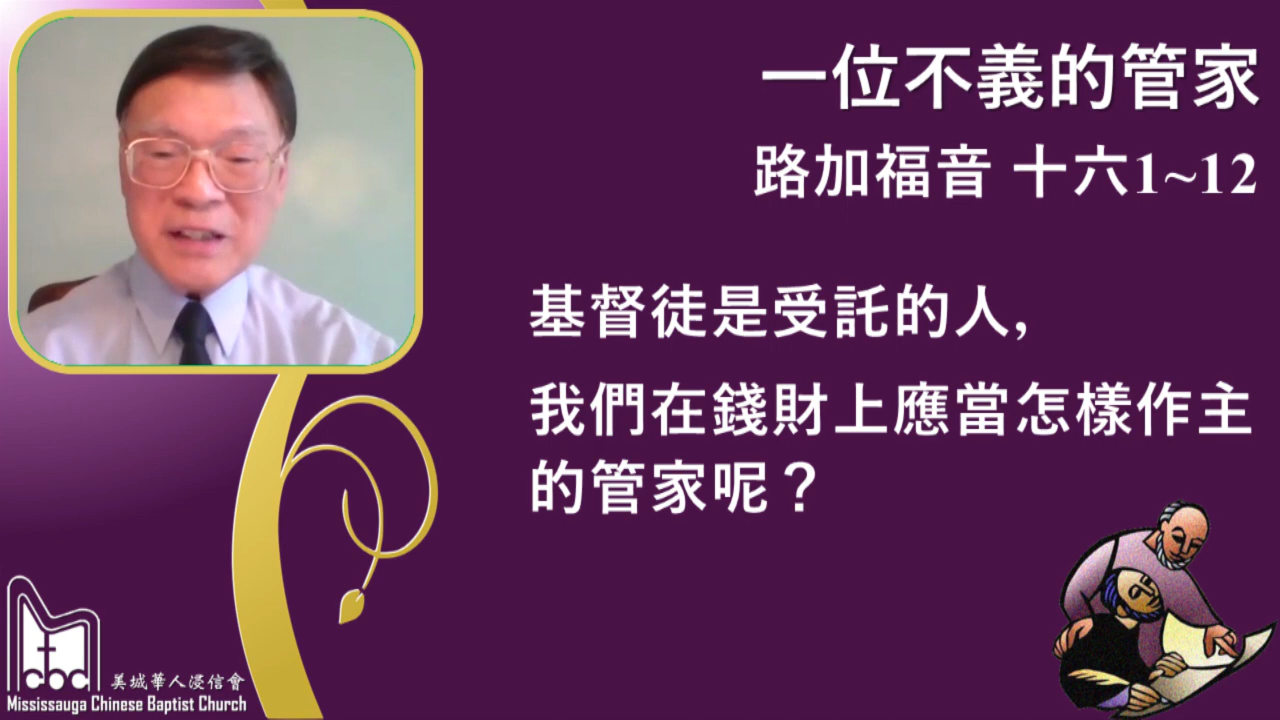 一位不義的管家
路加福音 十六1~12
基督徒是受託的人,
我們在錢財上應當怎樣作主
的管家呢？
mcbc
美城華人浸信會
Mississauga Chinese Baptist Church